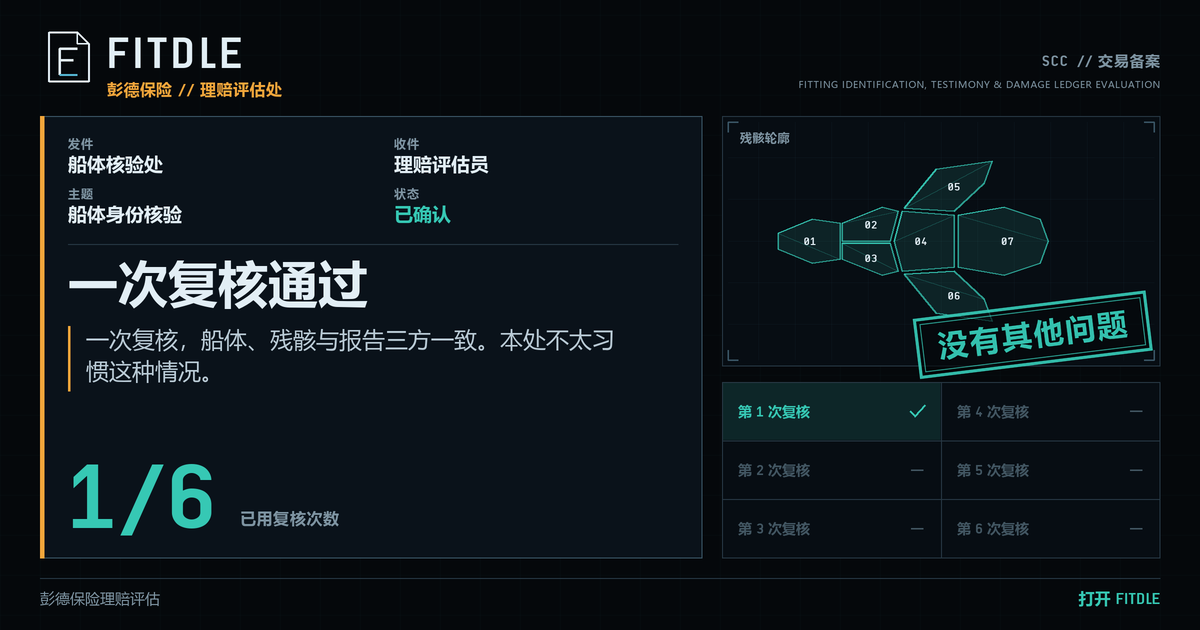 FITDLE
彭德保险 // 理赔评估处
SCC // 交易备案
FITTING IDENTIFICATION, TESTIMONY & DAMAGE LEDGER EVALUATION
发件
船体核验处
收件
理赔评估员
主题
船体身份核验
状态
已确认
一次复核通过
一次复核，船体、残骸与报告三方一致。本处不太习
惯这种情况。
1/6
已用复核次数
残骸轮廓
01
02
03
04
05
06
07
没有其他问题
第 1 次复核
第 2 次复核
第 3 次复核
第 4 次复核
第 5 次复核
第 6 次复核
彭德保险理赔评估
打开 FITDLE